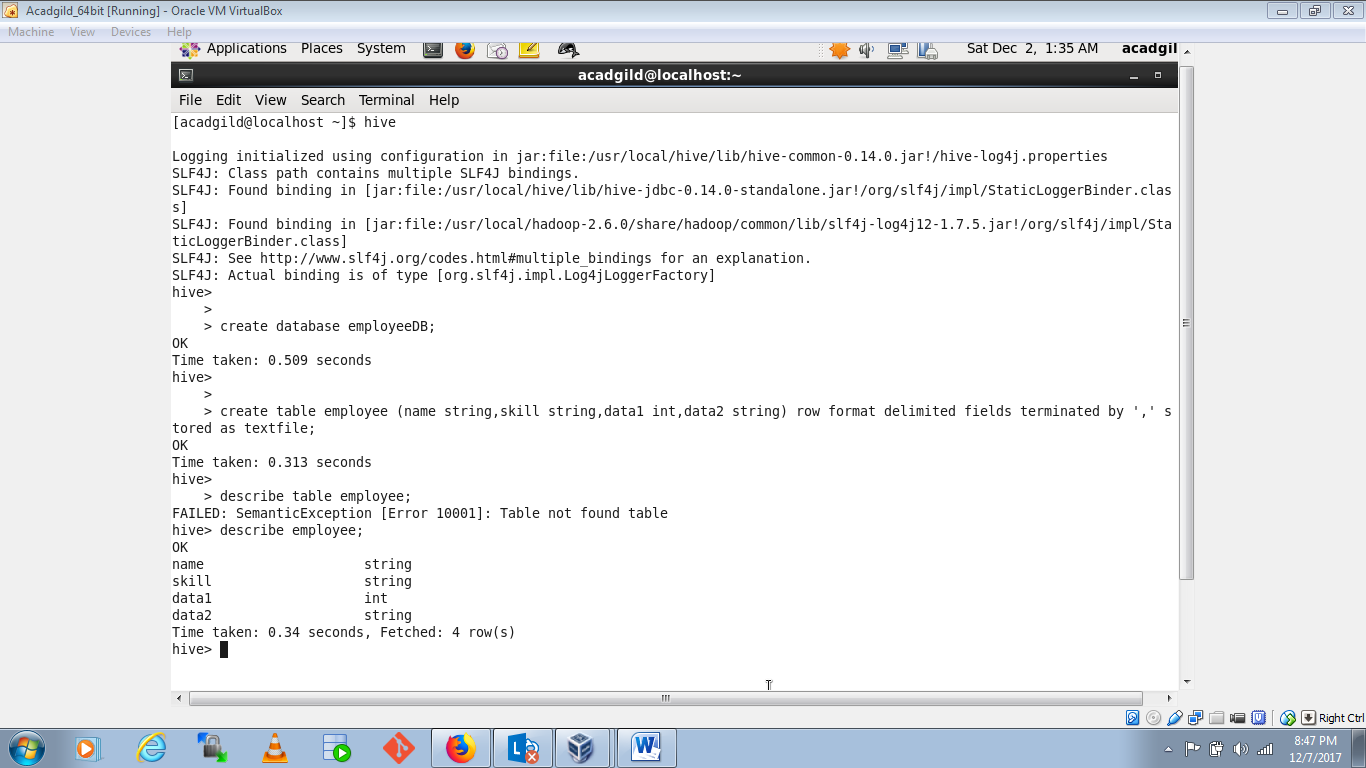 Acadgild_64bit [Running] - Oracle VM VirtualBox
Machine View Devices Help
Applications Places System Sat Dec 2, 1:35 AM acadgil
acadgild@localhost:~
File Edit View Search Terminal Help
[acadgild@localhost ~]$ hive
Logging initialized using configuration in jar:file:/usr/local/hive/lib/hive-common-0.14.0.jar!/hive-log4j.properties
SLF4J: Class path contains multiple SLF4J bindings.
SLF4J: Found binding in [jar:file:/usr/local/hive/lib/hive-jdbc-0.14.0-standalone.jar!/org/slf4j/impl/StaticLoggerBinder.clas
s]
SLF4J: Found binding in [jar:file:/usr/local/hadoop-2.6.0/share/hadoop/common/lib/slf4j-log4j12-1.7.5.jar!/org/slf4j/impl/Sta
ticLoggerBinder.class]
SLF4J: See http://www.slf4j.org/codes.html#multiple_bindings for an explanation.
SLF4J: Actual binding is of type [org.slf4j.impl.Log4jLoggerFactory]
hive>
    >
    > create database employeeDB;
OK
Time taken: 0.509 seconds
hive>
    >
    > create table employee (name string,skill string,data1 int,data2 string) row format delimited fields terminated by ',' s
tored as textfile;
OK
Time taken: 0.313 seconds
hive>
    > describe table employee;
FAILED: SemanticException [Error 10001]: Table not found table
hive> describe employee;
OK
name                    string
skill                   string
data1                   int
data2                   string
Time taken: 0.34 seconds, Fetched: 4 row(s)
hive>
Right Ctrl
8:47 PM
12/7/2017